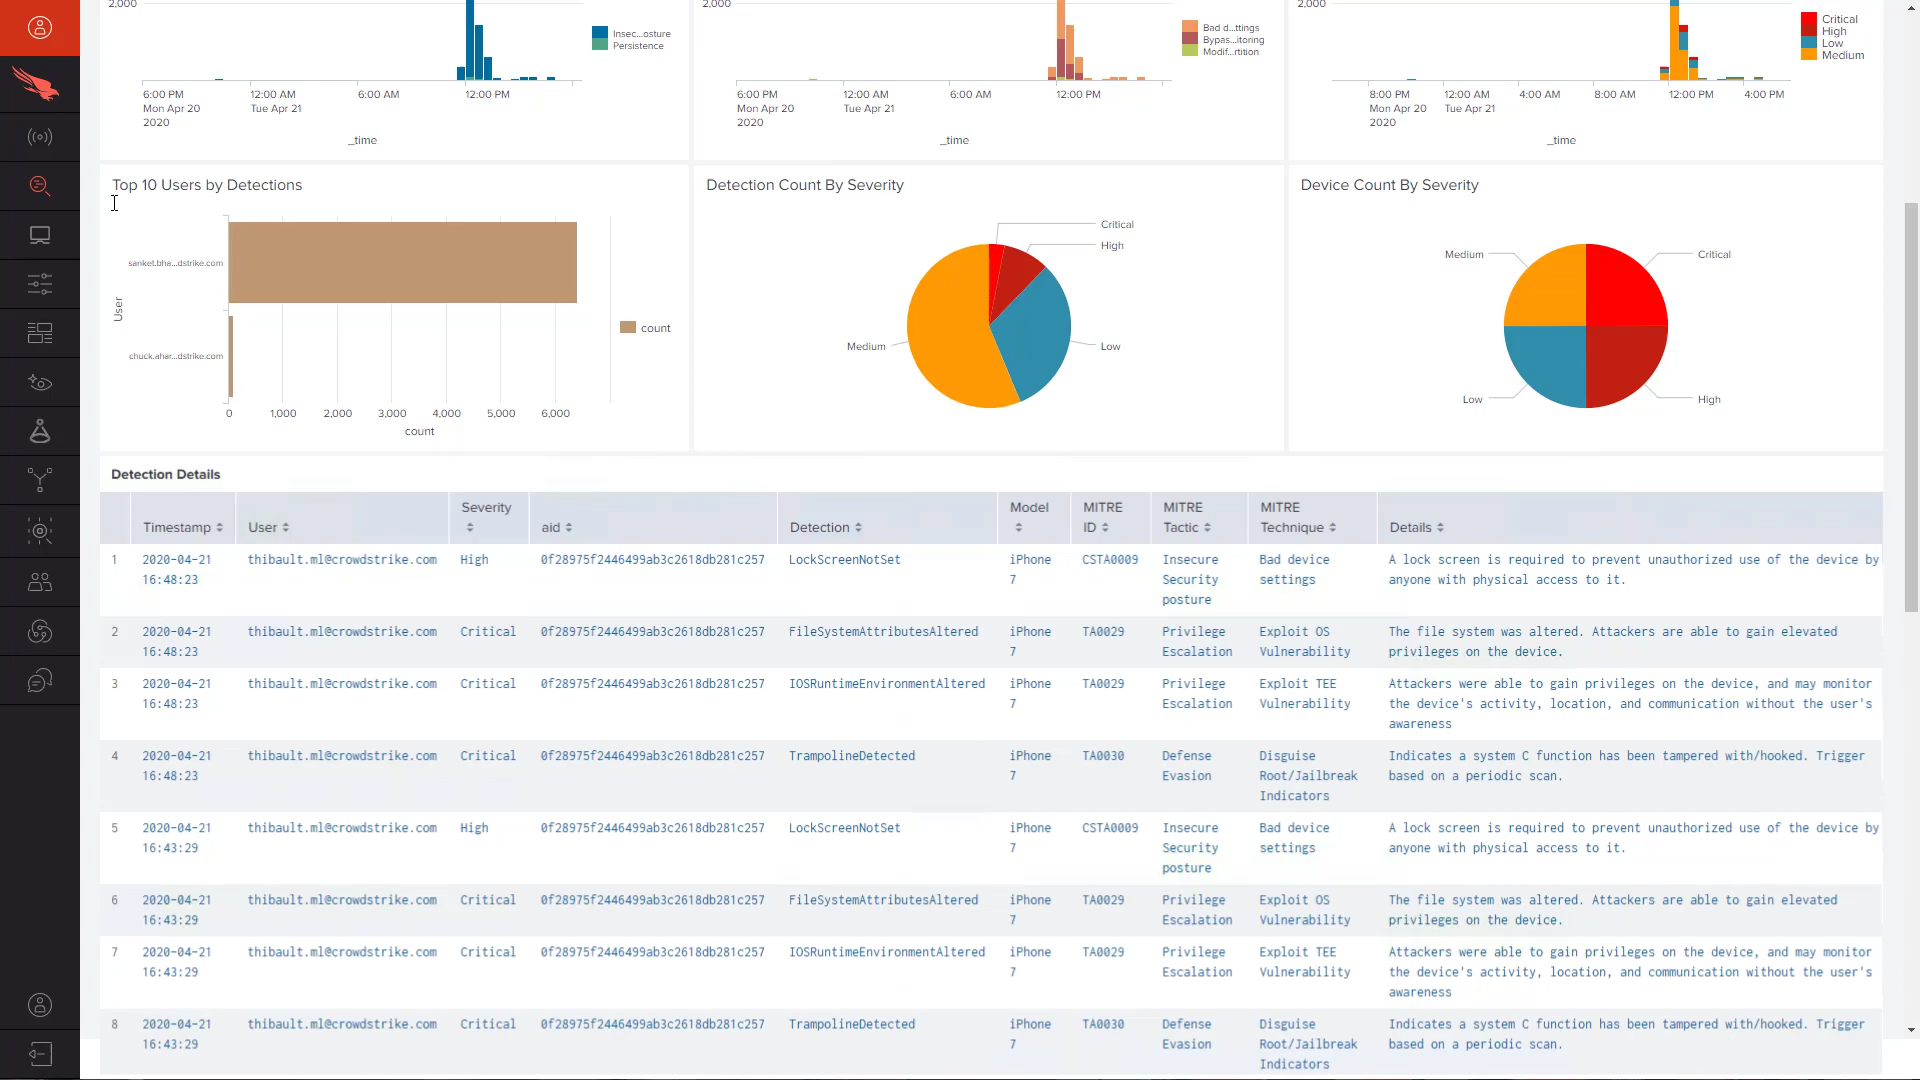 2,000
Insec...osture
Persistence
6:00 PM
Mon Apr 20
2020
12:00 AM
Tue Apr 21
6:00 AM
12:00 PM
_time
2,000
Bad d...ttings
Bypas...itoring
Modif...rtition
6:00 PM
Mon Apr 20
2020
12:00 AM
Tue Apr 21
6:00 AM
12:00 PM
_time
2,000
Critical
High
Low
Medium
8:00 PM
Mon Apr 20
2020
12:00 AM
Tue Apr 21
4:00 AM
8:00 AM
12:00 PM
4:00 PM
_time
Top 10 Users by Detections
sanket.bha...dstrike.com
User
chuck.ahar...dstrike.com
count
0 1,000 2,000 3,000 4,000 5,000 6,000
count
Detection Count By Severity
Critical
High
Medium
Low
Device Count By Severity
Medium
Critical
Low
High
Detection Details
Timestamp User Severity aid Detection Model MITRE ID MITRE Tactic MITRE Technique Details
1 2020-04-21 thibault.ml@crowdstrike.com High 0f28975f2446499ab3c2618db281c257 LockScreenNotSet iPhone CSTA0009 Insecure Bad device A lock screen is required to prevent unauthorized use of the device by
16:48:23 7 Security settings anyone with physical access to it.
posture
2 2020-04-21 thibault.ml@crowdstrike.com Critical 0f28975f2446499ab3c2618db281c257 FileSystemAttributesAltered iPhone TA0029 Privilege Exploit OS The file system was altered. Attackers are able to gain elevated
16:48:23 7 Escalation Vulnerability privileges on the device.
3 2020-04-21 thibault.ml@crowdstrike.com Critical 0f28975f2446499ab3c2618db281c257 IOSRuntimeEnvironmentAltered iPhone TA0029 Privilege Exploit TEE Attackers were able to gain privileges on the device, and may monitor
16:48:23 7 Escalation Vulnerability the device's activity, location, and communication without the user's
awareness
4 2020-04-21 thibault.ml@crowdstrike.com Critical 0f28975f2446499ab3c2618db281c257 TrampolineDetected iPhone TA0030 Defense Disguise Indicates a system C function has been tampered with/hooked. Trigger
16:48:23 7 Evasion Root/Jailbreak based on a periodic scan.
Indicators
5 2020-04-21 thibault.ml@crowdstrike.com High 0f28975f2446499ab3c2618db281c257 LockScreenNotSet iPhone CSTA0009 Insecure Bad device A lock screen is required to prevent unauthorized use of the device by
16:43:29 7 Security settings anyone with physical access to it.
posture
6 2020-04-21 thibault.ml@crowdstrike.com Critical 0f28975f2446499ab3c2618db281c257 FileSystemAttributesAltered iPhone TA0029 Privilege Exploit OS The file system was altered. Attackers are able to gain elevated
16:43:29 7 Escalation Vulnerability privileges on the device.
7 2020-04-21 thibault.ml@crowdstrike.com Critical 0f28975f2446499ab3c2618db281c257 IOSRuntimeEnvironmentAltered iPhone TA0029 Privilege Exploit TEE Attackers were able to gain privileges on the device, and may monitor
16:43:29 7 Escalation Vulnerability the device's activity, location, and communication without the user's
awareness
8 2020-04-21 thibault.ml@crowdstrike.com Critical 0f28975f2446499ab3c2618db281c257 TrampolineDetected iPhone TA0030 Defense Disguise Indicates a system C function has been tampered with/hooked. Trigger
16:43:29 7 Evasion Root/Jailbreak based on a periodic scan.
Indicators